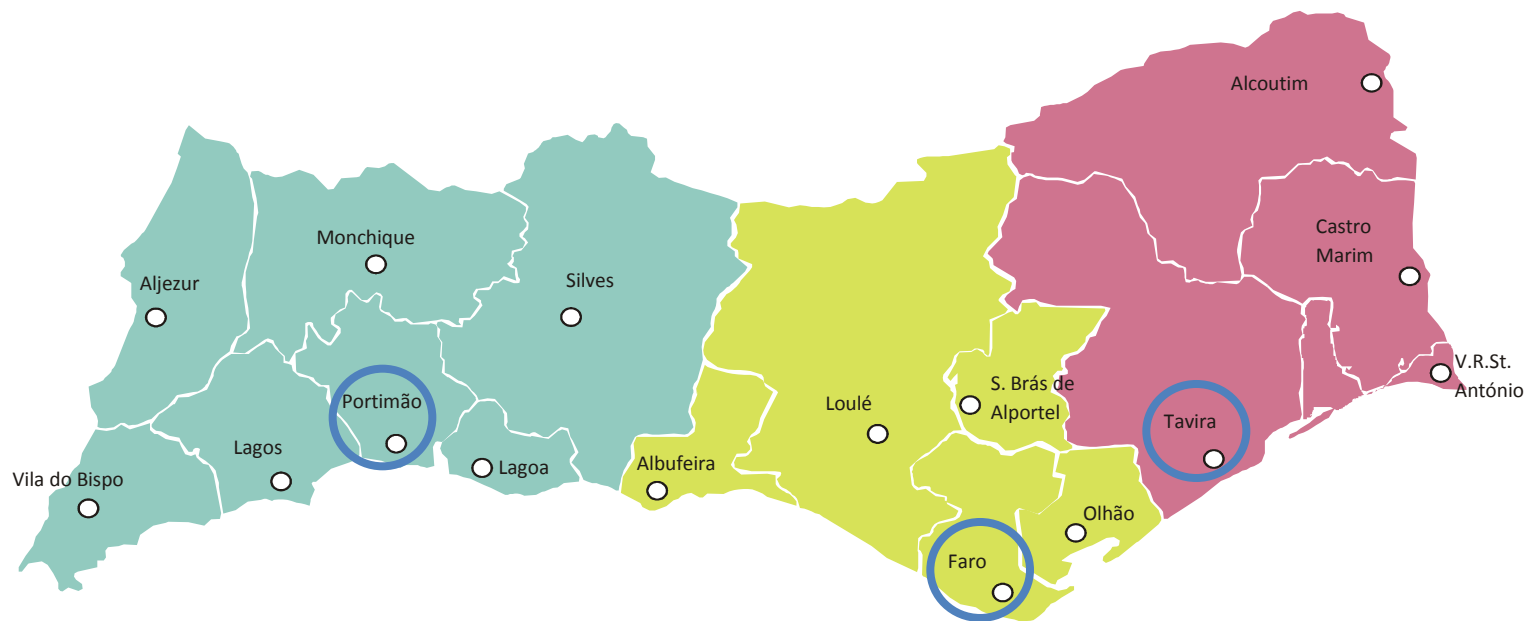 Alcoutim
Monchique
Castro
Marim
Aljezur
Silves
V.R.St.
António
S. Brás de
Alportel
Portimão
Loulé
Tavira
Lagos
Lagoa
Albufeira
Vila do Bispo
Olhão
Faro